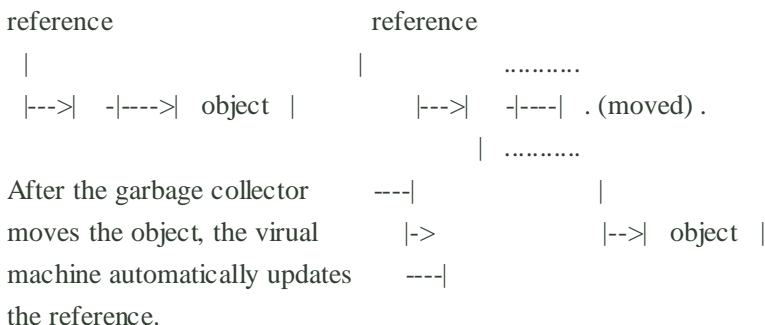 reference reference
| | ...........
|--->| -|---->| object | |--->| -|----| . (moved) .
| ...........
After the garbage collector ----| |
moves the object, the virual |-> |-->| object |
machine automatically updates ----|
the reference.